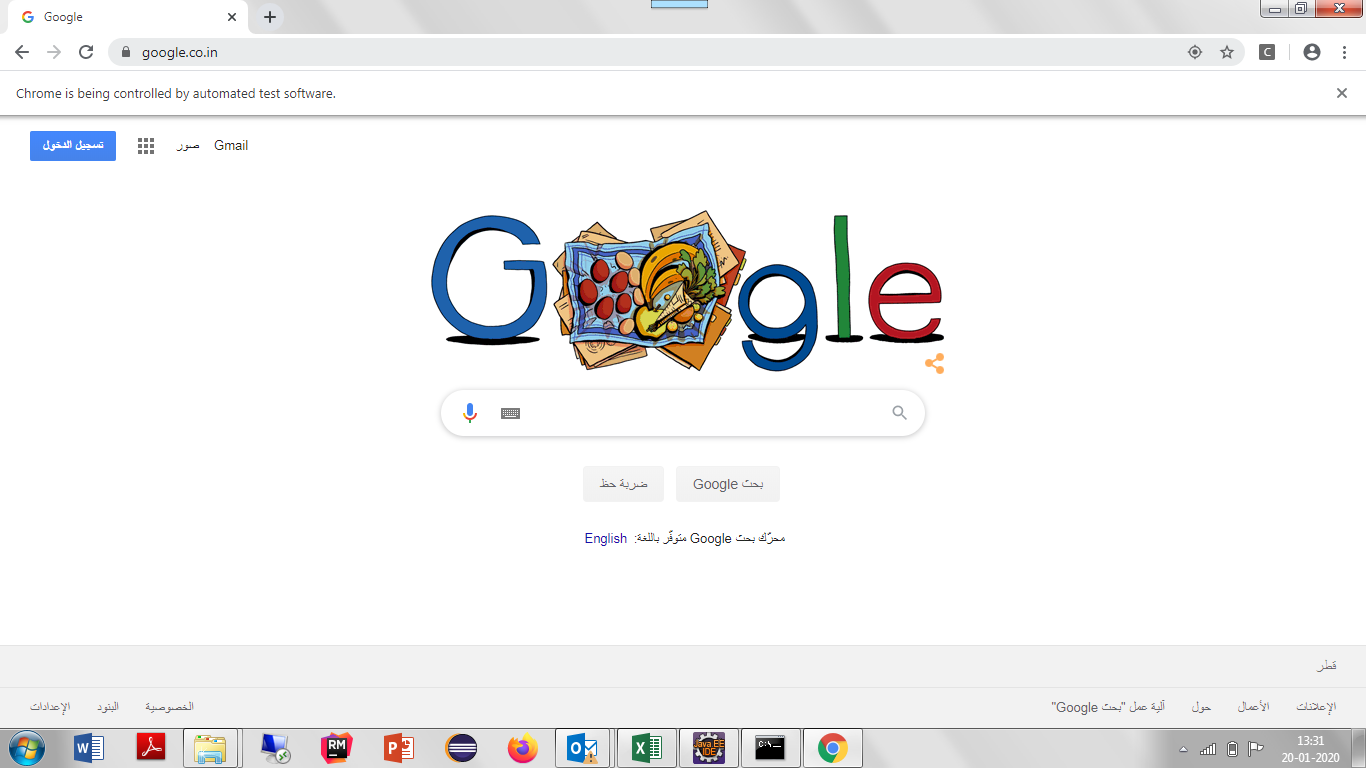 Google
google.co.in
Chrome is being controlled by automated test software.
تسجيل الدخول صور Gmail
Google
بحث Google ضربة حظ
محرّك بحث Google متوفّر باللغة: English
قطر
الإعلانات الأعمال حول آلية عمل "بحث Google" الخصوصية البنود الإعدادات
RM Java EE IDE C:\_
13:31
20-01-2020